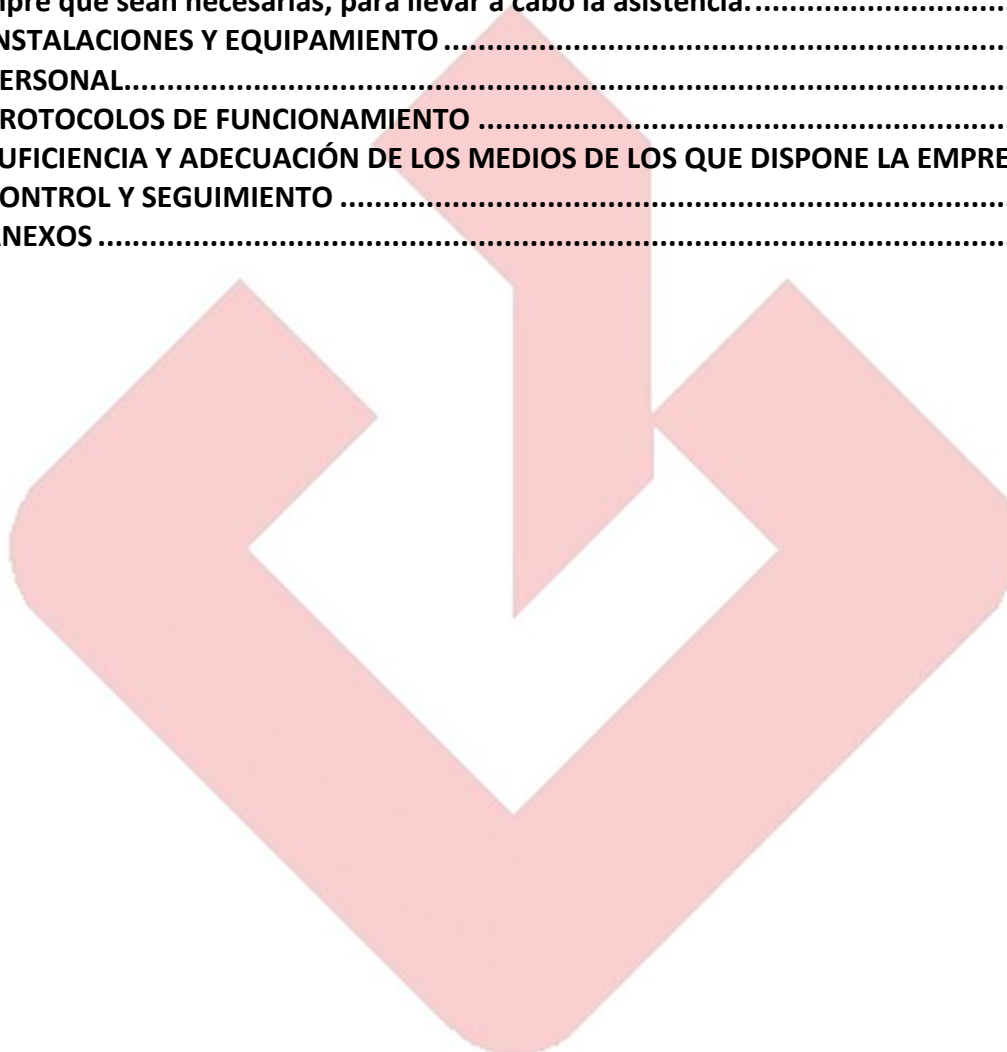 mpre que sean necesarias, para llevar a cabo la asistencia.....................................
NSTALACIONES Y EQUIPAMIENTO..............................................................................
ERSONAL.....................................................................................................................
ROTOCOLOS DE FUNCIONAMIENTO ........................................................................
UFICIENCIA Y ADECUACIÓN DE LOS MEDIOS DE LOS QUE DISPONE LA EMPRE
ONTROL Y SEGUIMIENTO ..........................................................................................
NEXOS.........................................................................................................................